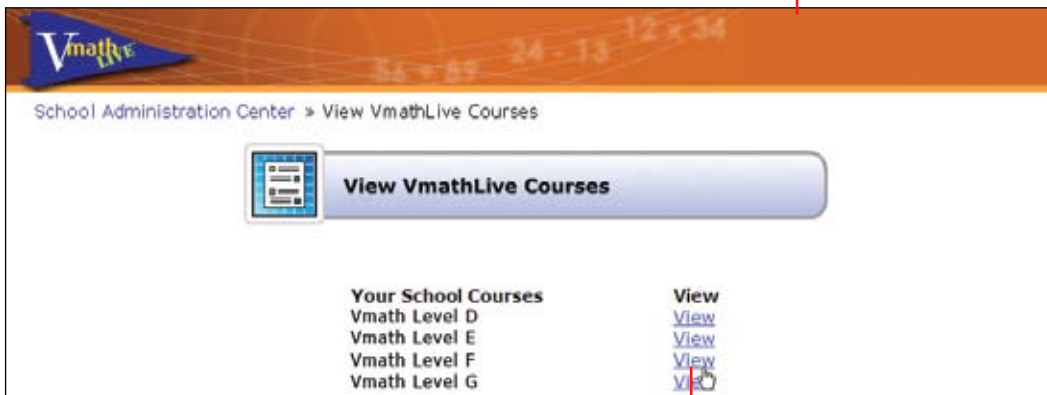 Vmath LIVE
56 + 89 24 - 13 12 x 34
School Administration Center » View VmathLive Courses
View VmathLive Courses
Your School Courses View
Vmath Level D View
Vmath Level E View
Vmath Level F View
Vmath Level G